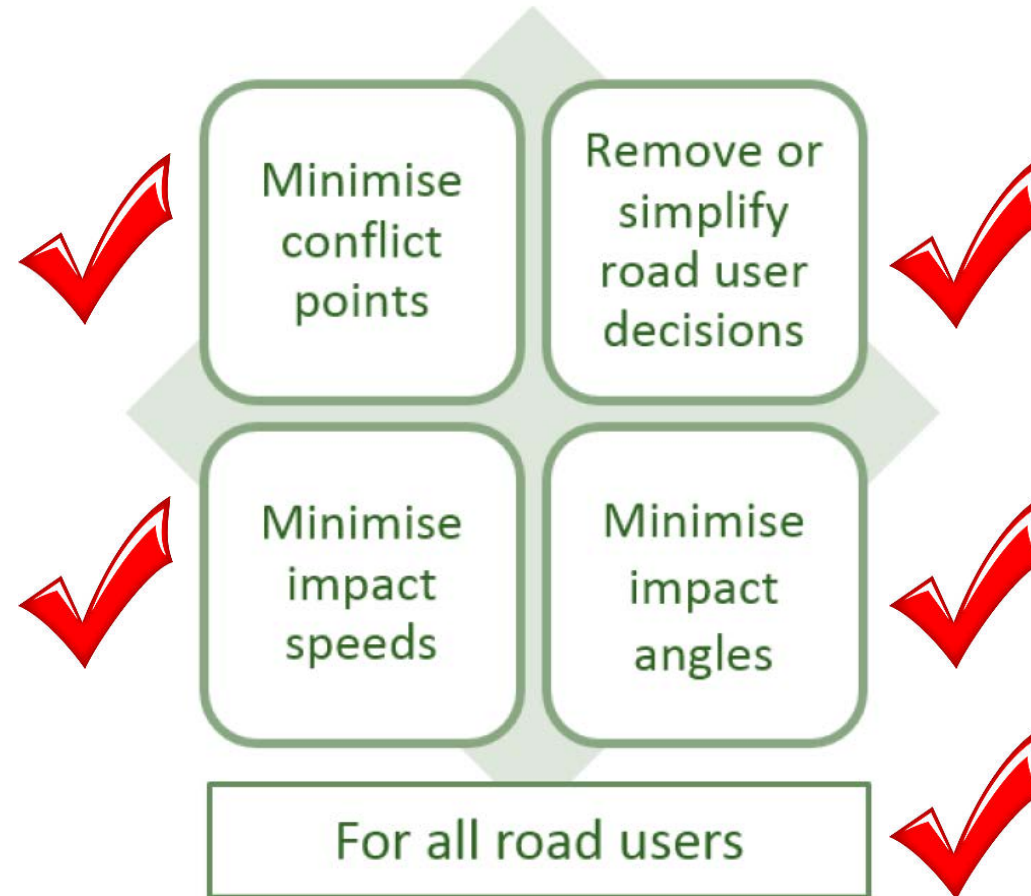 Minimise
conflict
points
Remove or
simplify
road user
decisions
Minimise
impact
speeds
Minimise
impact
angles
For all road users